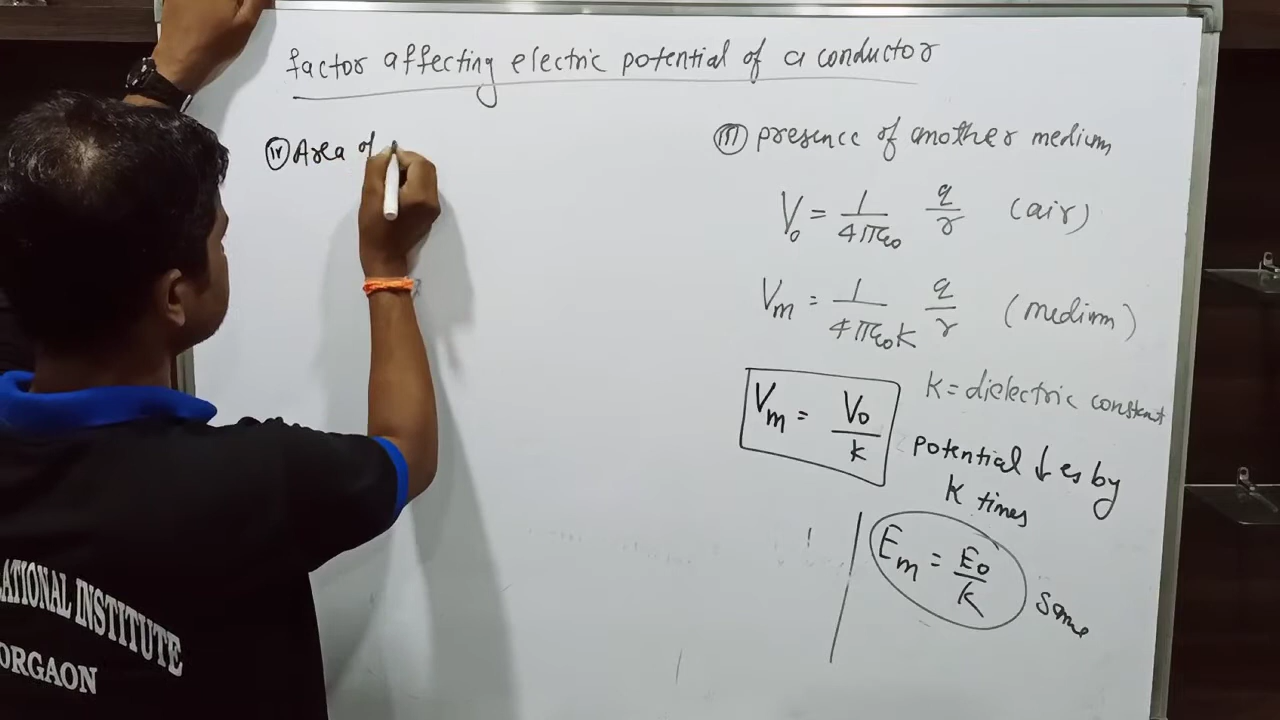 factor affecting electric potential of a conductor
(iv) Area of
(iii) presence of another medium
V₀ = 1/4πε₀ q/r (air)
Vm = 1/4πε₀k q/r (medium)
k = dielectric constant
Vm = V₀/k
potential ↓es by
k times
Em = E₀/k same
ATIONAL INSTITUTE
ORGAON